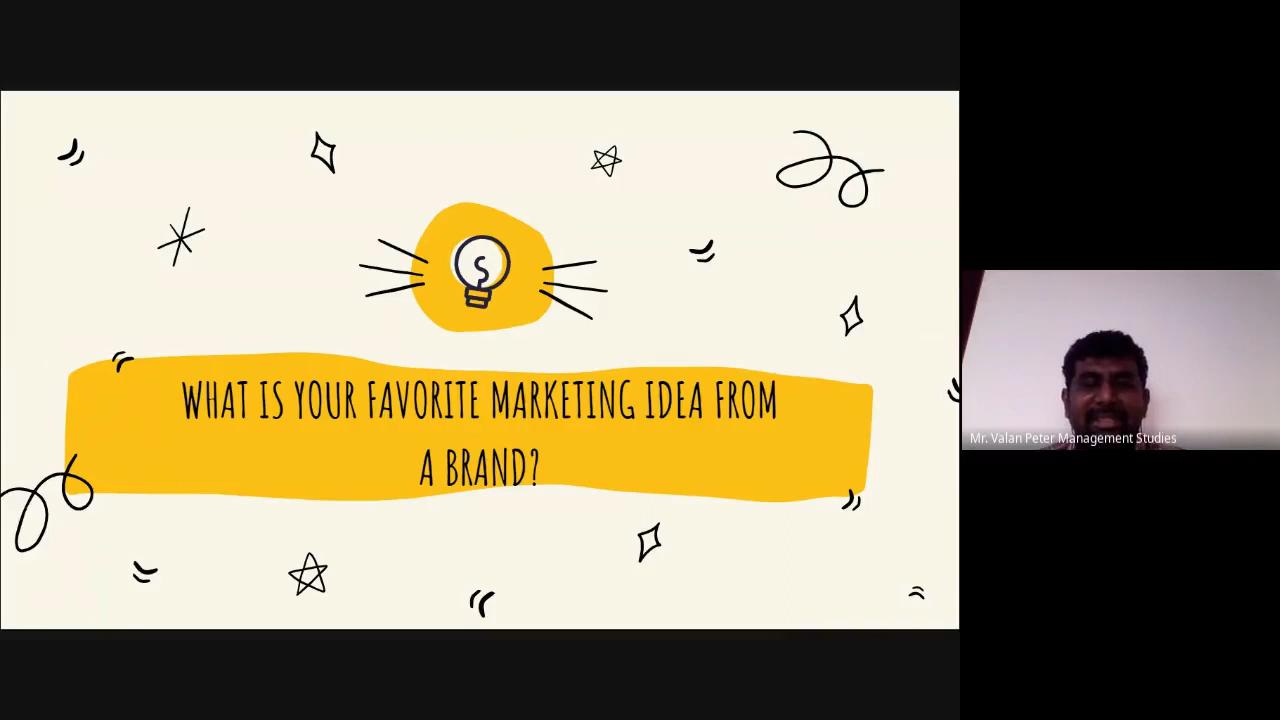 WHAT IS YOUR FAVORITE MARKETING IDEA FROM
A BRAND?
Mr. Valan Peter Management Studies